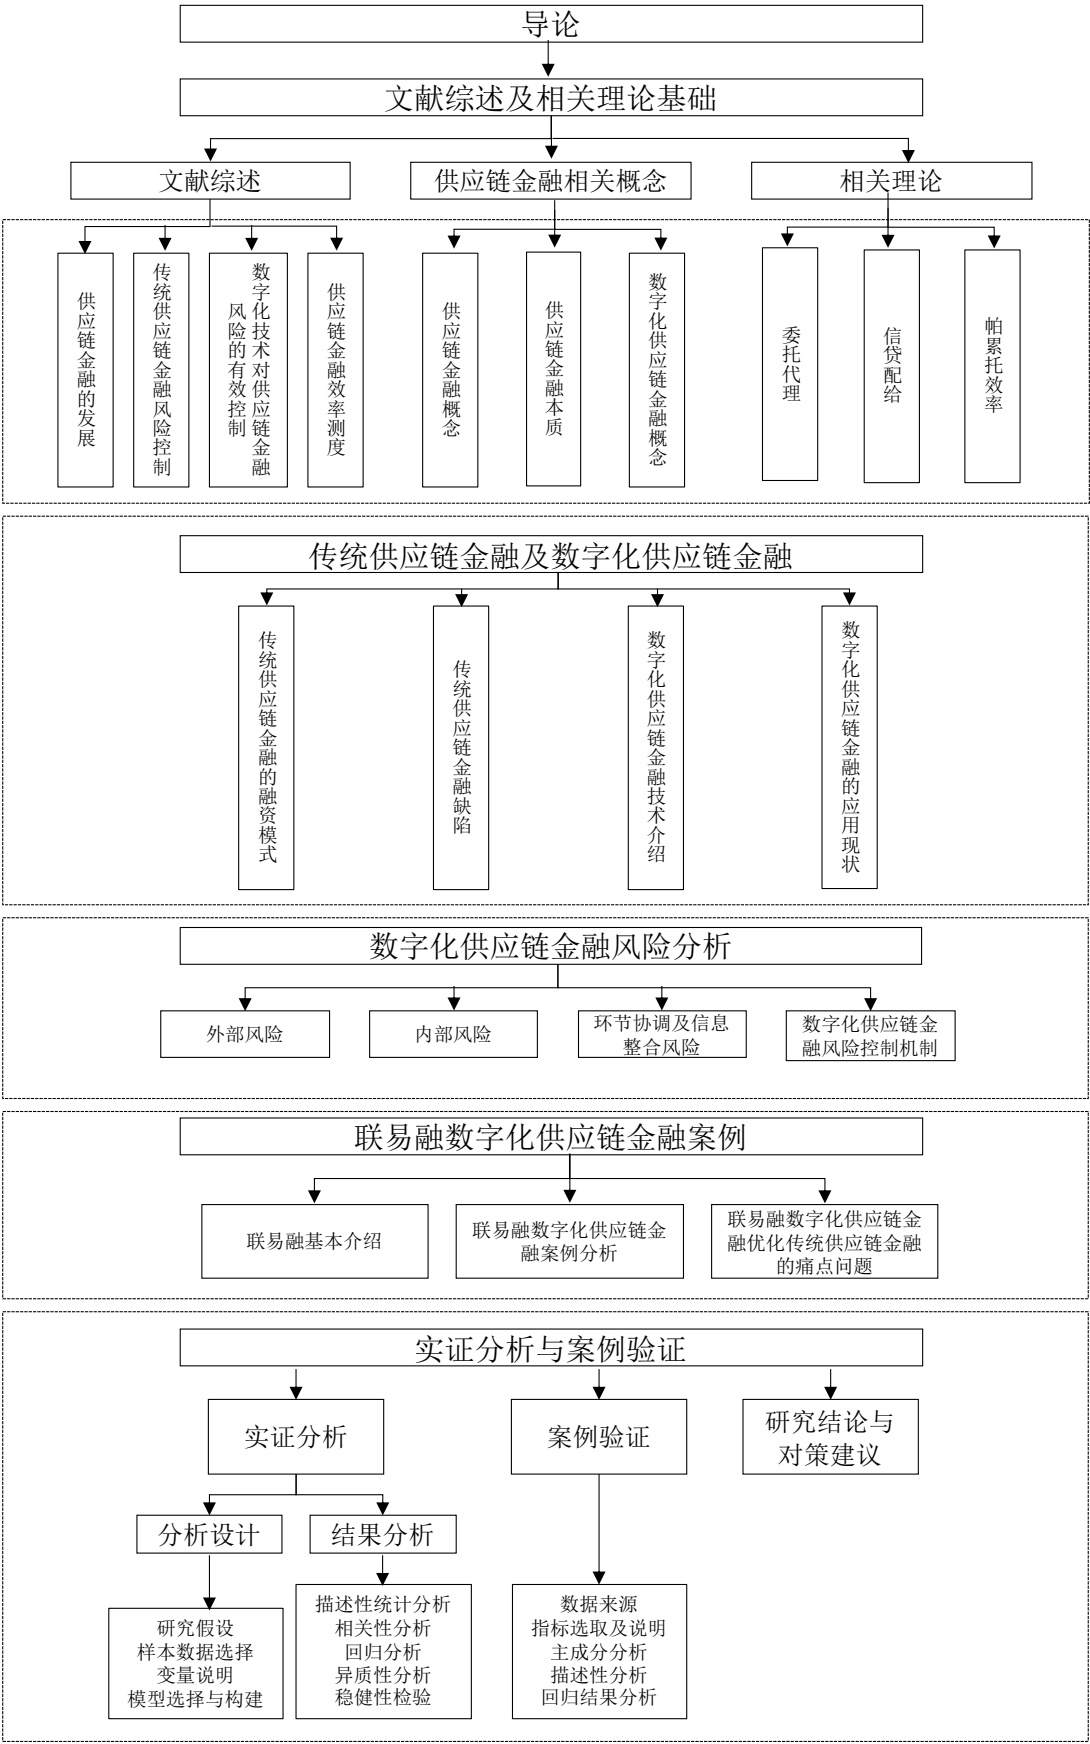 导论
文献综述及相关理论基础
文献综述
供应链金融相关概念
相关理论
供应链金融的发展
传统供应链金融风险控制
数字化技术对供应链金融
风险的有效控制
供应链金融效率测度
供应链金融概念
供应链金融本质
数字化供应链金融概念
委托代理
信贷配给
帕累托效率
传统供应链金融及数字化供应链金融
传统供应链金融的融资模式
传统供应链金融缺陷
数字化供应链金融技术介绍
数字化供应链金融的应用现状
数字化供应链金融风险分析
外部风险
内部风险
环节协调及信息
整合风险
数字化供应链金
融风险控制机制
联易融数字化供应链金融案例
联易融基本介绍
联易融数字化供应链金
融案例分析
联易融数字化供应链金
融优化传统供应链金融
的痛点问题
实证分析与案例验证
实证分析
案例验证
研究结论与
对策建议
分析设计
结果分析
研究假设
样本数据选择
变量说明
模型选择与构建
描述性统计分析
相关性分析
回归分析
异质性分析
稳健性检验
数据来源
指标选取及说明
主成分分析
描述性分析
回归结果分析